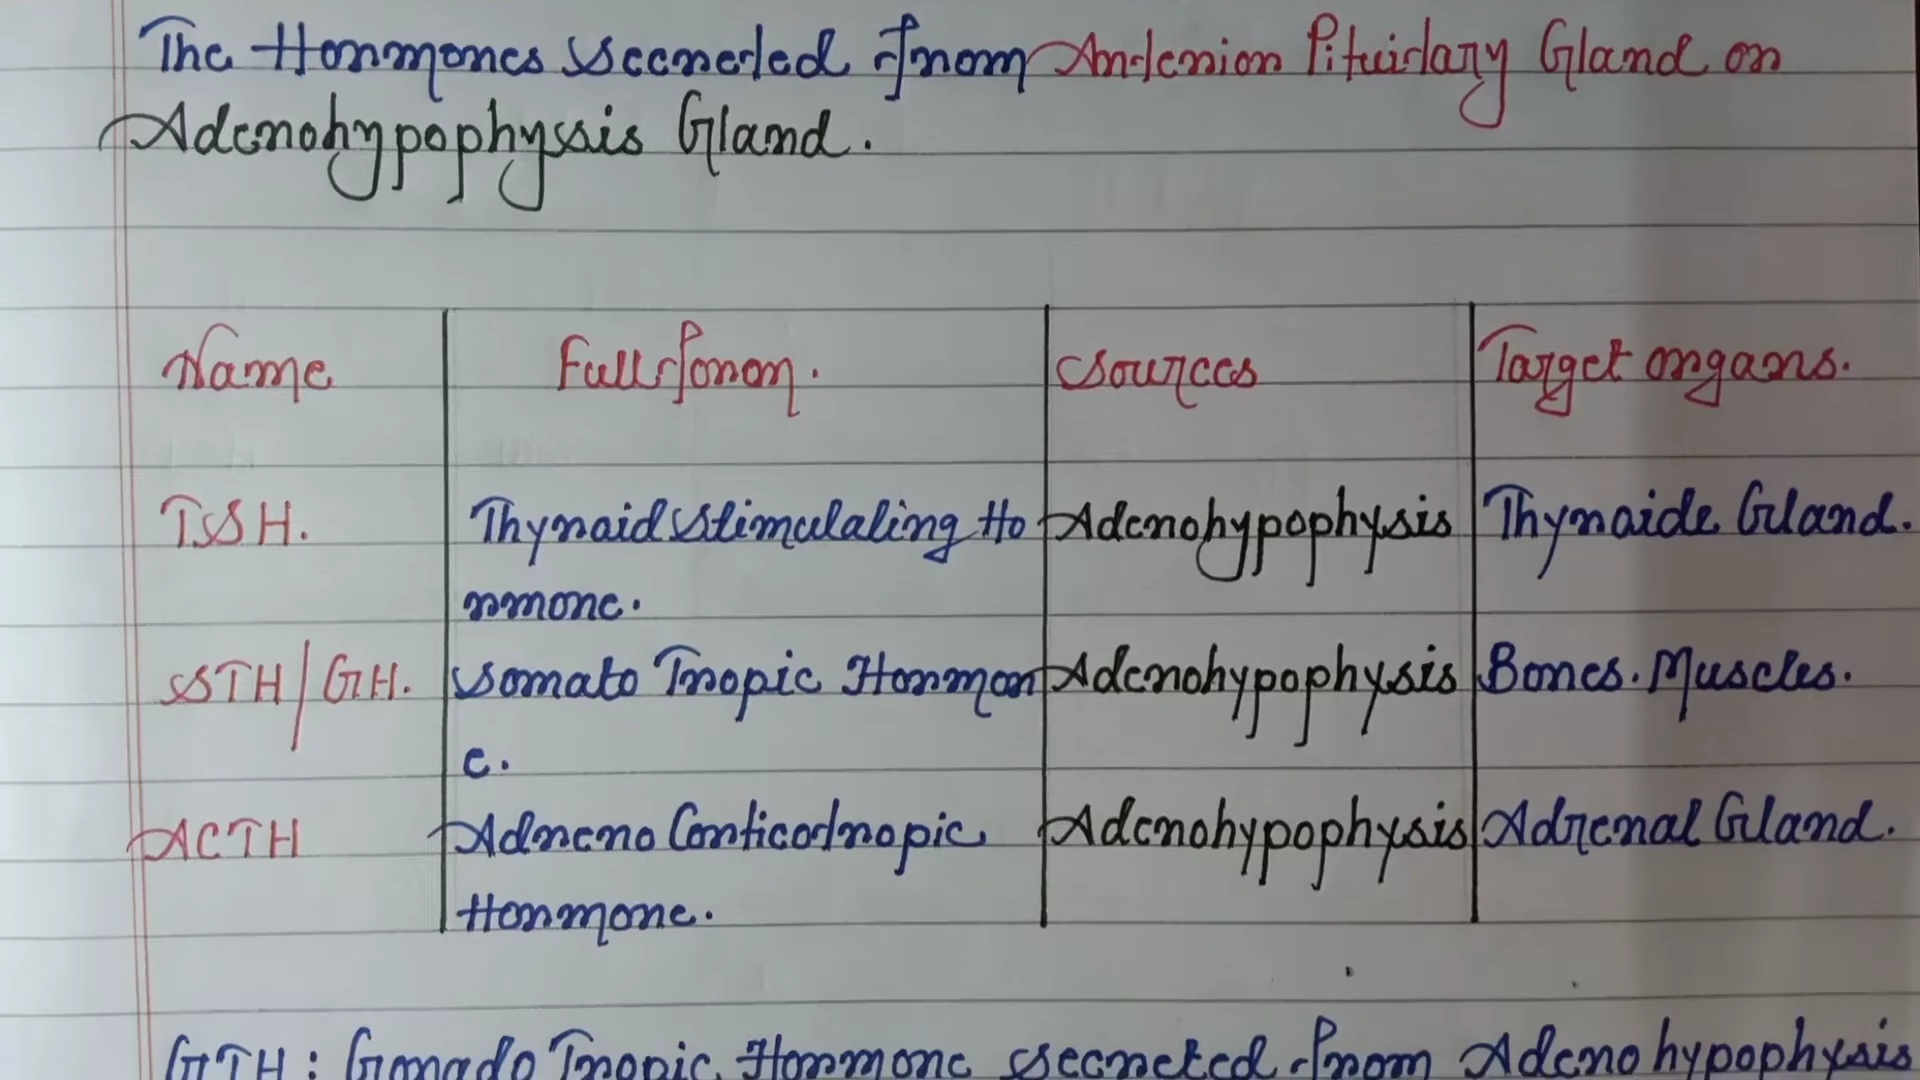 The Hormones Secreted from Anterior Pituitary Gland or
Adenohypophysis Gland.
Name Full form. Sources Target organs.
TSH. Thyraid Stimulating Ho Adenohypophysis Thyraide Gland.
rmone.
STH/GH. Somato Tropic Hormon Adenohypophysis Bones. Muscles.
e.
ACTH Adreno Corticotropic Adenohypophysis Adrenal Gland.
Hormone.
GTH: Gonado Tropic Hormone secreted from Adenohypophysis